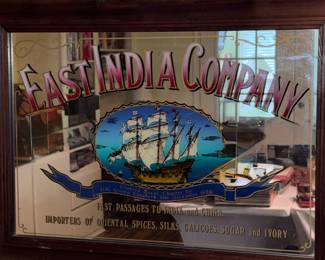 EAST INDIA COMPANY
FAST PASSAGES TO INDIA and CHINA
IMPORTERS OF ORIENTAL SPICES, SILKS, CALICOES, SUGAR and IVORY